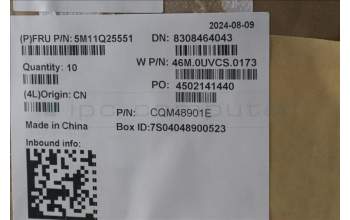 2024-08-09
(P)FRU P/N: 5M11Q25551 DN: 8308464043
Quantity: 10 W P/N: 46M.0UVCS.0173
(4L)Origin: CN PO: 4502141440
P/N: CQM48901E
Made in China Box ID:7S04048900523
Inbound info: